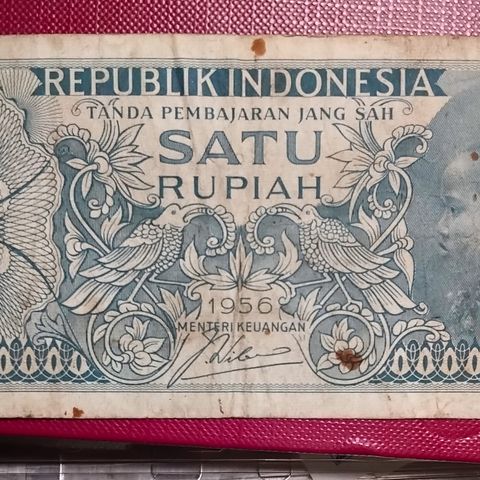 REPUBLIK INDONESIA
TANDA PEMBAJARAN JANG SAH
SATU
RUPIAH
1956
MENTERI KEUANGAN